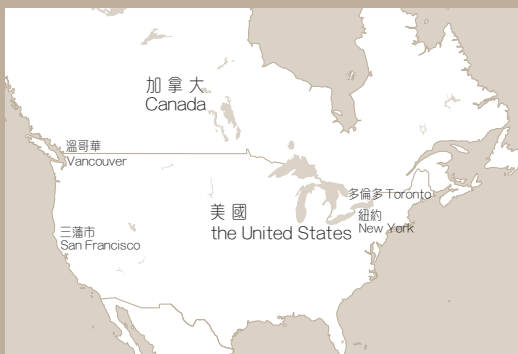 加拿大
Canada
溫哥華
Vancouver
多倫多 Toronto
美國
the United States
紐約
New York
三藩市
San Francisco